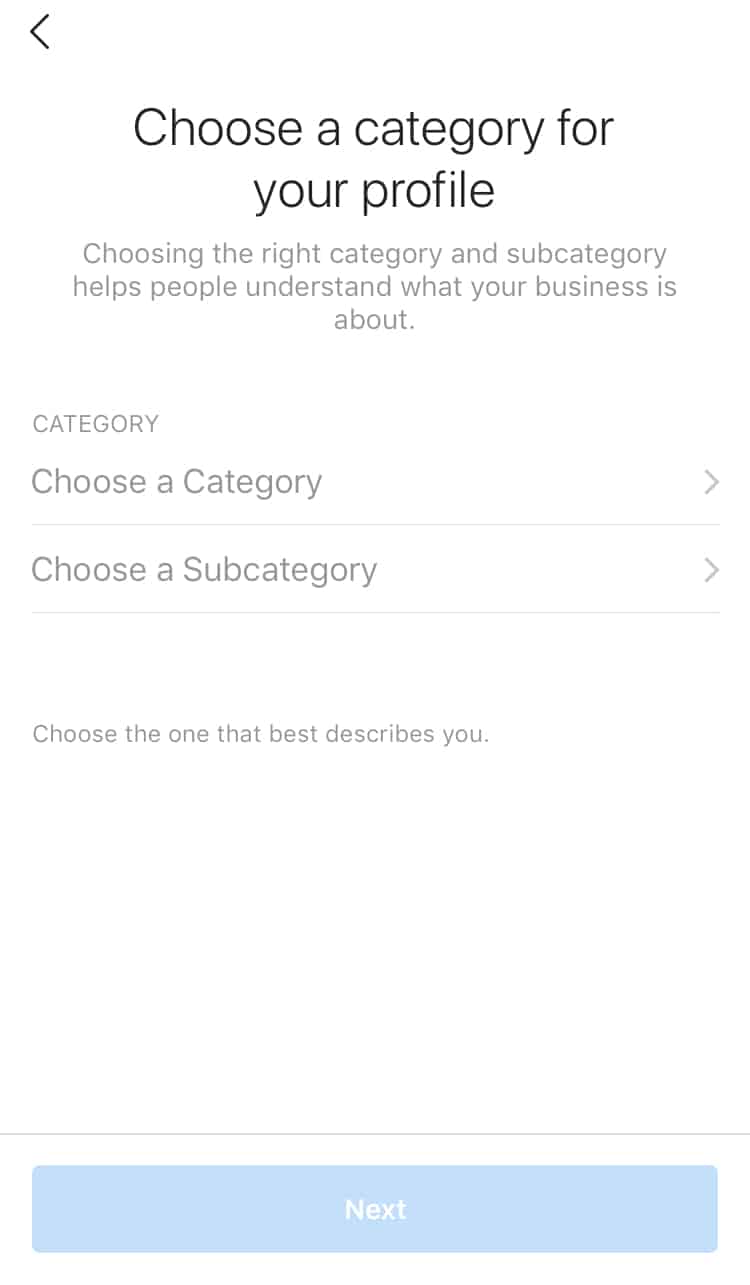 Choose a category for
your profile
Choosing the right category and subcategory
helps people understand what your business is
about.
CATEGORY
Choose a Category
Choose a Subcategory
Choose the one that best describes you.
Next